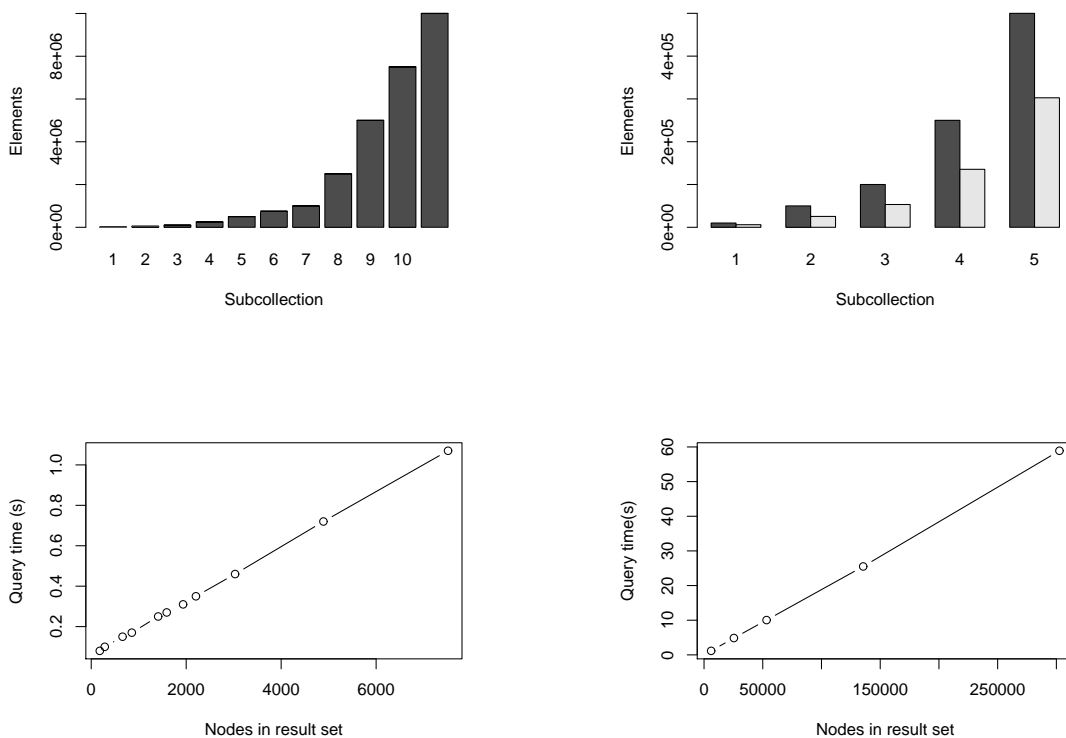 8e+06
4e+06
0e+00
Elements
1 2 3 4 5 6 7 8 9 10
Subcollection
4e+05
2e+05
0e+00
Elements
1 2 3 4 5
Subcollection
1.0
0.8
0.6
0.4
0.2
Query time (s)
0 2000 4000 6000
Nodes in result set
60
50
40
30
20
10
0
Query time(s)
0 50000 150000 250000
Nodes in result set